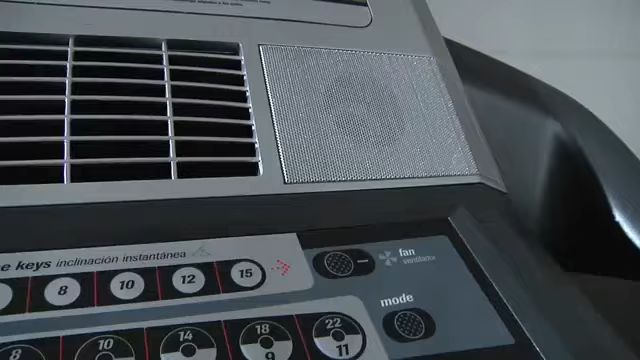 e keys inclinación instantánea
8 10 12 15
fan
ventilador
mode
8 10 14 18 22
9 11